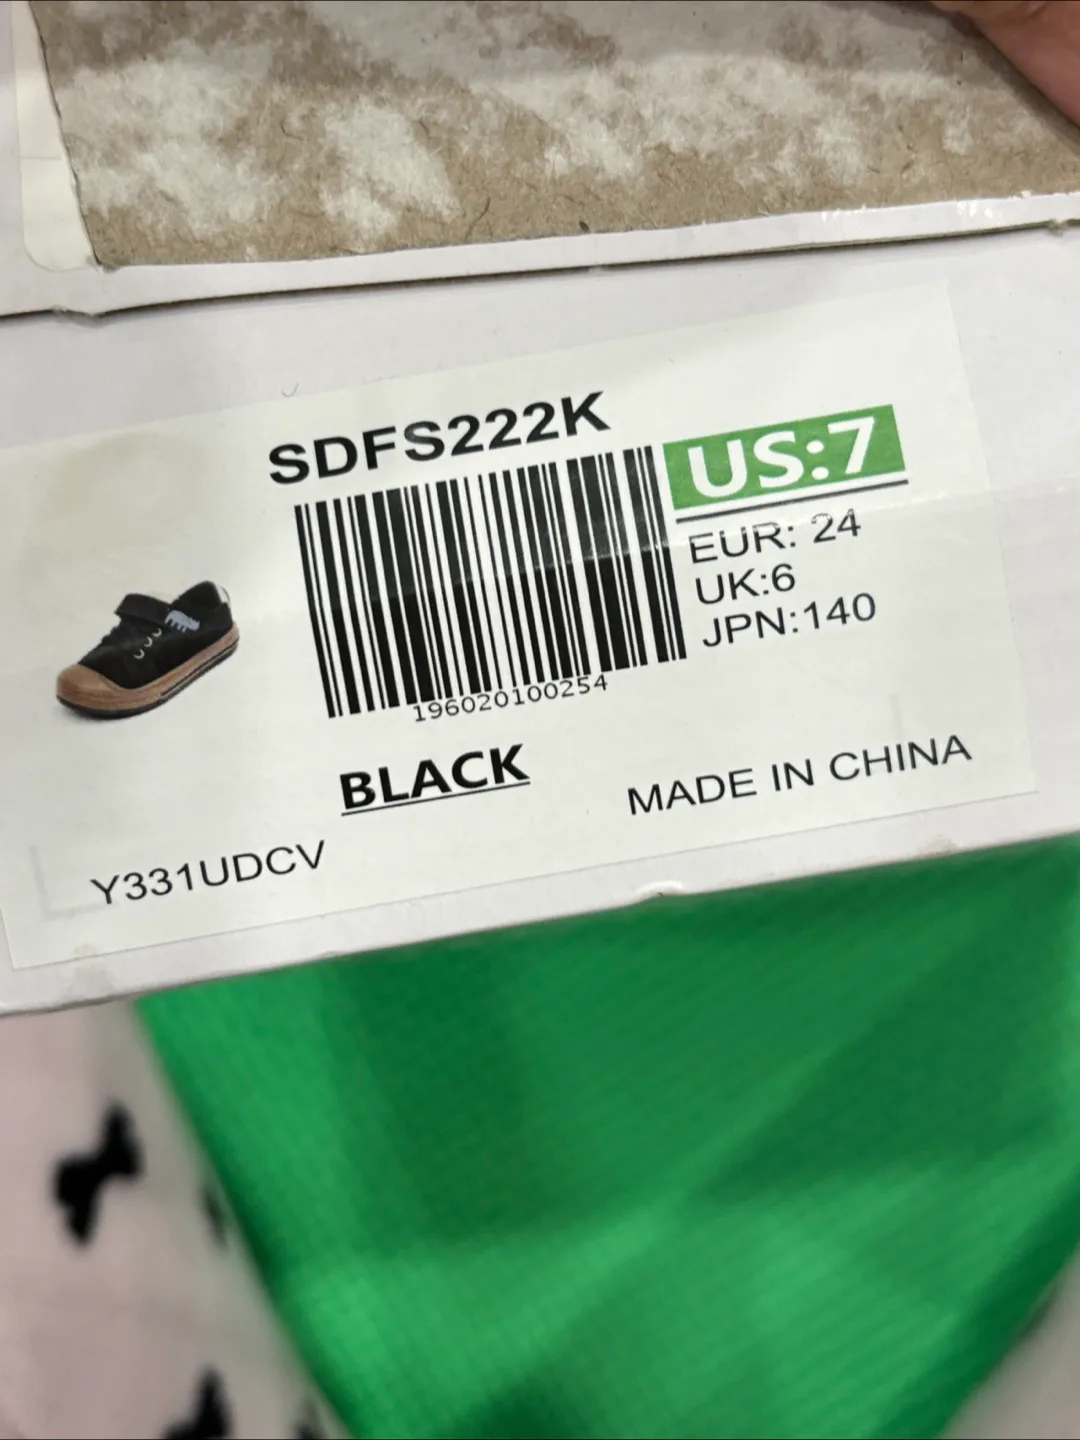 SDFS222K
US:7
EUR: 24
UK:6
JPN:140
196020100254
BLACK
MADE IN CHINA
Y331UDCV